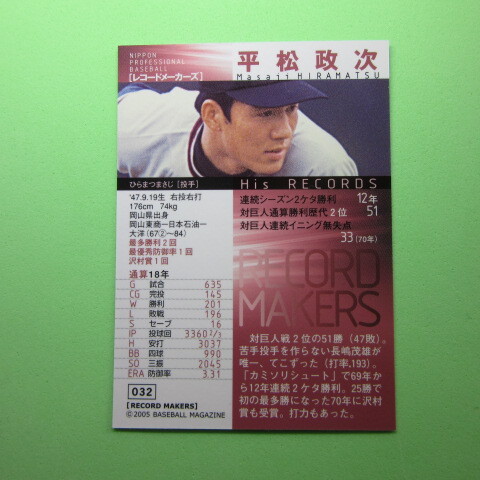 NIPPON
PROFESSIONAL
BASEBALL
[レコードメーカーズ]
平松政次
Masaji HIRAMATSU
ひらまつまさじ [投手]
'47.9.19生 右投右打
176cm 74kg
岡山県出身
岡山東商―日本石油―
大洋(67②〜84)
最多勝利2回
最優秀防御率1回
沢村賞1回
通算18年
G 試合 635
CG 完投 145
W 勝利 201
L 敗戦 196
S セーブ 16
IP 投球回 3360 2/3
H 安打 3037
BB 四球 990
SO 三振 2045
ERA 防御率 3.31
032
[RECORD MAKERS]
©2005 BASEBALL MAGAZINE
His RECORDS
連続シーズン2ケタ勝利 12年
対巨人通算勝利歴代2位 51
対巨人連続イニング無失点
33(70年)
RECORD
MAKERS
対巨人戦2位の51勝(47敗)。
苦手投手を作らない長嶋茂雄が
唯一、てこずった(打率.193)。
「カミソリシュート」で69年か
ら12年連続2ケタ勝利。25勝で
初の最多勝になった70年に沢村
賞も受賞。打力もあった。